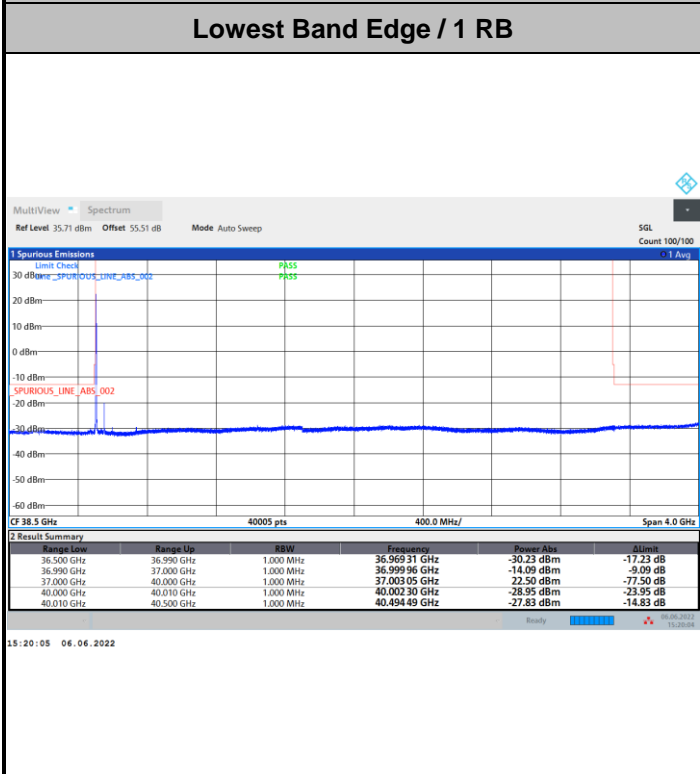 Lowest Band Edge / 1 RB
MultiView Spectrum
Ref Level 35.71 dBm Offset 55.51 dB Mode Auto Sweep SGL
Count 100/100
1 Spurious Emissions 1 Avg
Limit Check PASS
Line _SPURIOUS_LINE_ABS_002 PASS
30 dBm
20 dBm
10 dBm
0 dBm
-10 dBm
_SPURIOUS_LINE_ABS_002
-20 dBm
-30 dBm
-40 dBm
-50 dBm
-60 dBm
CF 38.5 GHz 40005 pts 400.0 MHz/ Span 4.0 GHz
2 Result Summary
Range Low Range Up RBW Frequency Power Abs ΔLimit
36.500 GHz 36.990 GHz 1.000 MHz 36.969 31 GHz -30.23 dBm -17.23 dB
36.990 GHz 37.000 GHz 1.000 MHz 36.999 96 GHz -14.09 dBm -9.09 dB
37.000 GHz 40.000 GHz 1.000 MHz 37.003 05 GHz 22.50 dBm -77.50 dB
40.000 GHz 40.010 GHz 1.000 MHz 40.002 30 GHz -28.95 dBm -23.95 dB
40.010 GHz 40.500 GHz 1.000 MHz 40.494 49 GHz -27.83 dBm -14.83 dB
Ready 06.06.2022
15:20:04
15:20:05 06.06.2022